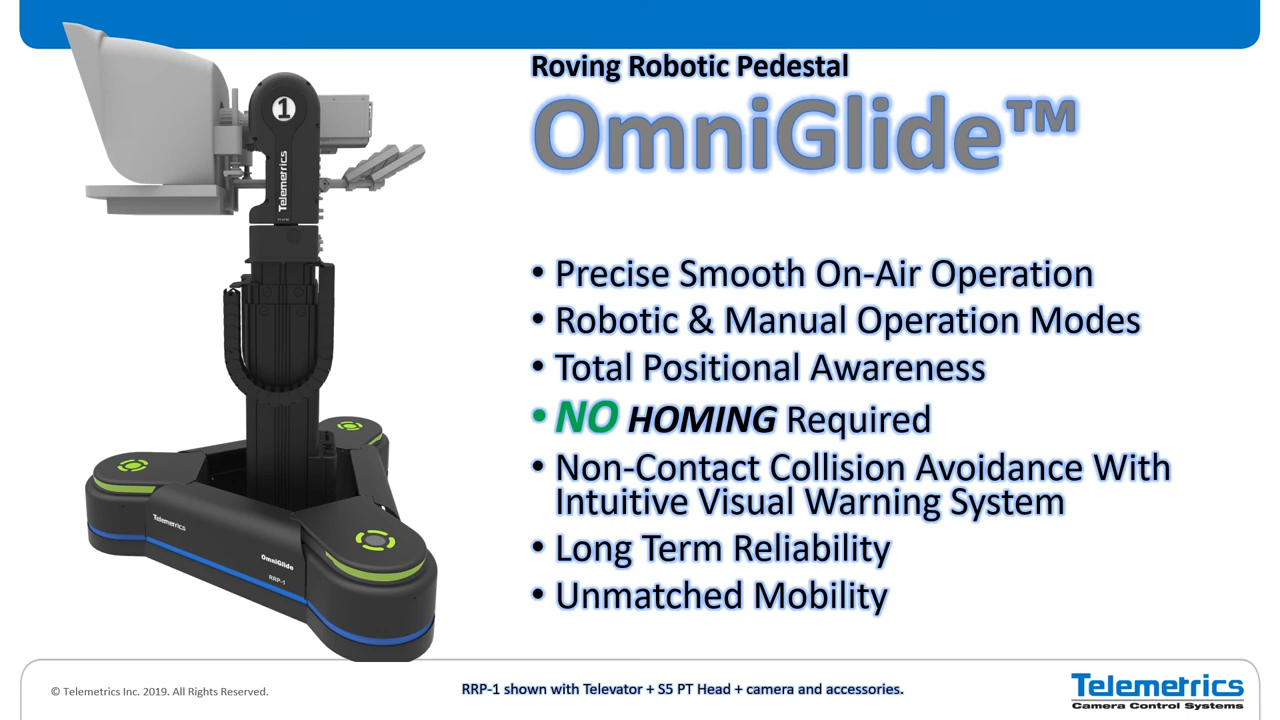 Roving Robotic Pedestal
OmniGlide™
• Precise Smooth On-Air Operation
• Robotic & Manual Operation Modes
• Total Positional Awareness
• NO HOMING Required
• Non-Contact Collision Avoidance With
Intuitive Visual Warning System
• Long Term Reliability
• Unmatched Mobility
1
Telemetrics
Telemetrics
OmniGlide
RRP-1
© Telemetrics Inc. 2019. All Rights Reserved.
RRP-1 shown with Televator + S5 PT Head + camera and accessories.
Telemetrics
Camera Control Systems